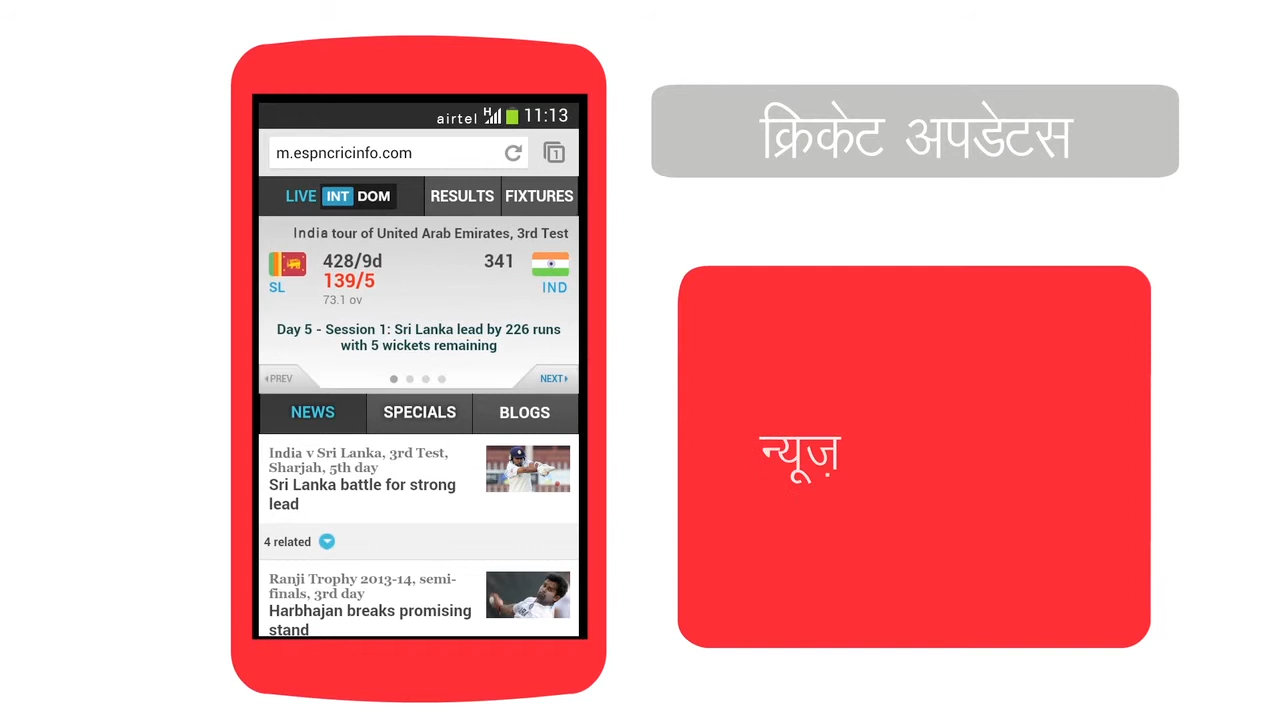 airtel H 11:13
m.espncricinfo.com 1
LIVE INT DOM RESULTS FIXTURES
India tour of United Arab Emirates, 3rd Test
428/9d 341
139/5
SL IND
73.1 ov
Day 5 - Session 1: Sri Lanka lead by 226 runs
with 5 wickets remaining
PREV NEXT
NEWS SPECIALS BLOGS
India v Sri Lanka, 3rd Test,
Sharjah, 5th day
Sri Lanka battle for strong
lead
4 related
Ranji Trophy 2013-14, semi-
finals, 3rd day
Harbhajan breaks promising
stand
क्रिकेट अपडेटस
न्यूज़